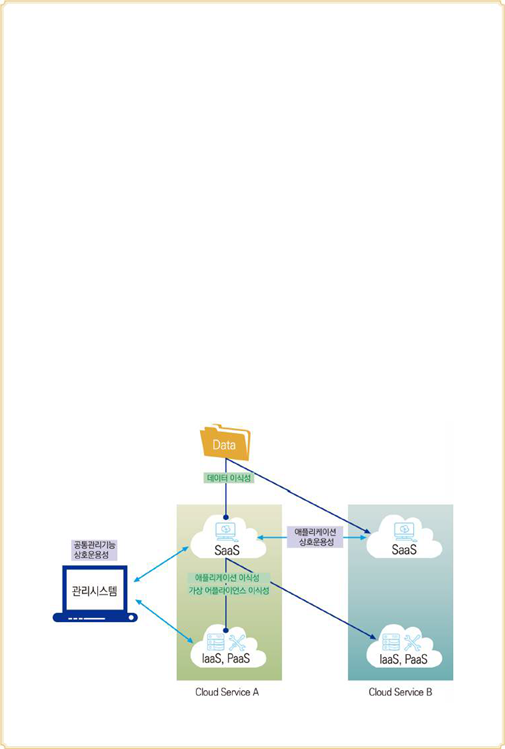 Data
데이터 이식성
애플리케이션
상호운용성
SaaS
SaaS
공통관리기능
상호운용성
관리시스템
애플리케이션 이식성
가상 어플라이언스 이식성
IaaS, PaaS
IaaS, PaaS
Cloud Service A
Cloud Service B